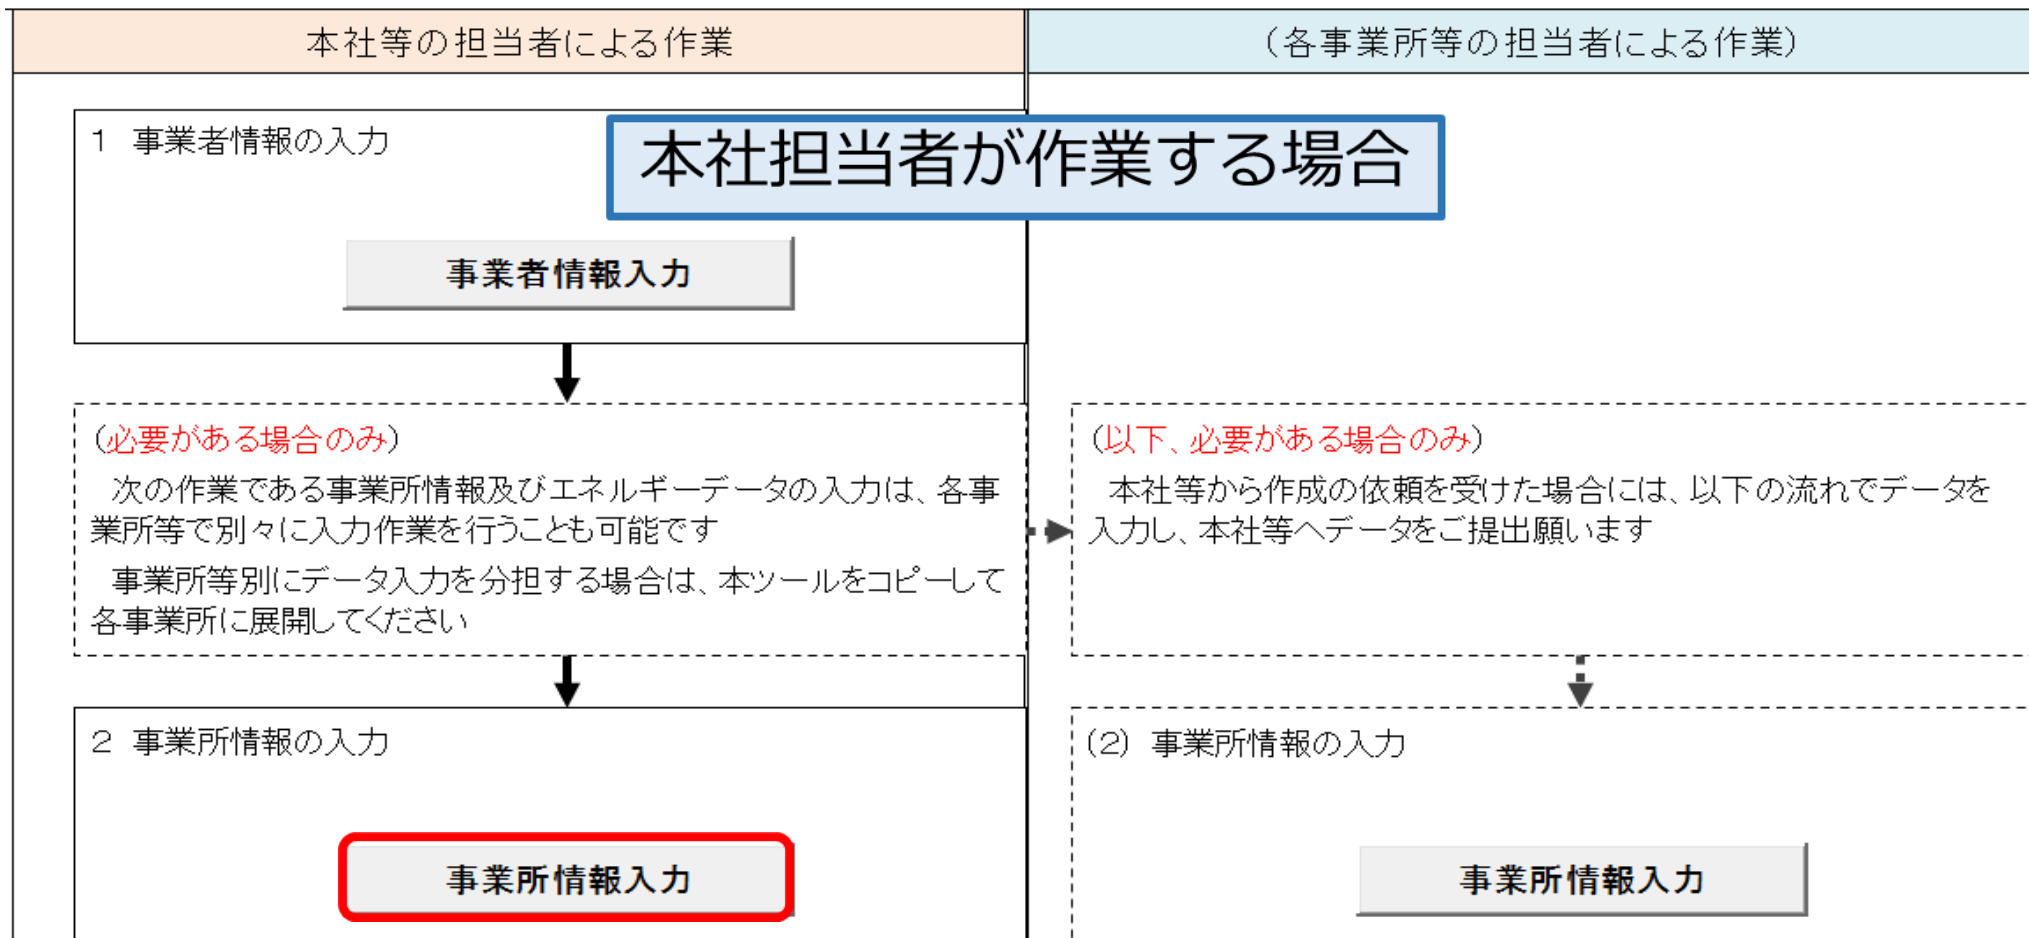 本社等の担当者による作業
（各事業所等の担当者による作業）
本社担当者が作業する場合
１　事業者情報の入力
事業者情報入力
（必要がある場合のみ）
　次の作業である事業所情報及びエネルギーデータの入力は、各事
業所等で別々に入力作業を行うことも可能です
　事業所等別にデータ入力を分担する場合は、本ツールをコピーして
各事業所に展開してください
（以下、必要がある場合のみ）
　本社等から作成の依頼を受けた場合には、以下の流れでデータを
入力し、本社等へデータをご提出願います
２　事業所情報の入力
事業所情報入力
（２）　事業所情報の入力
事業所情報入力